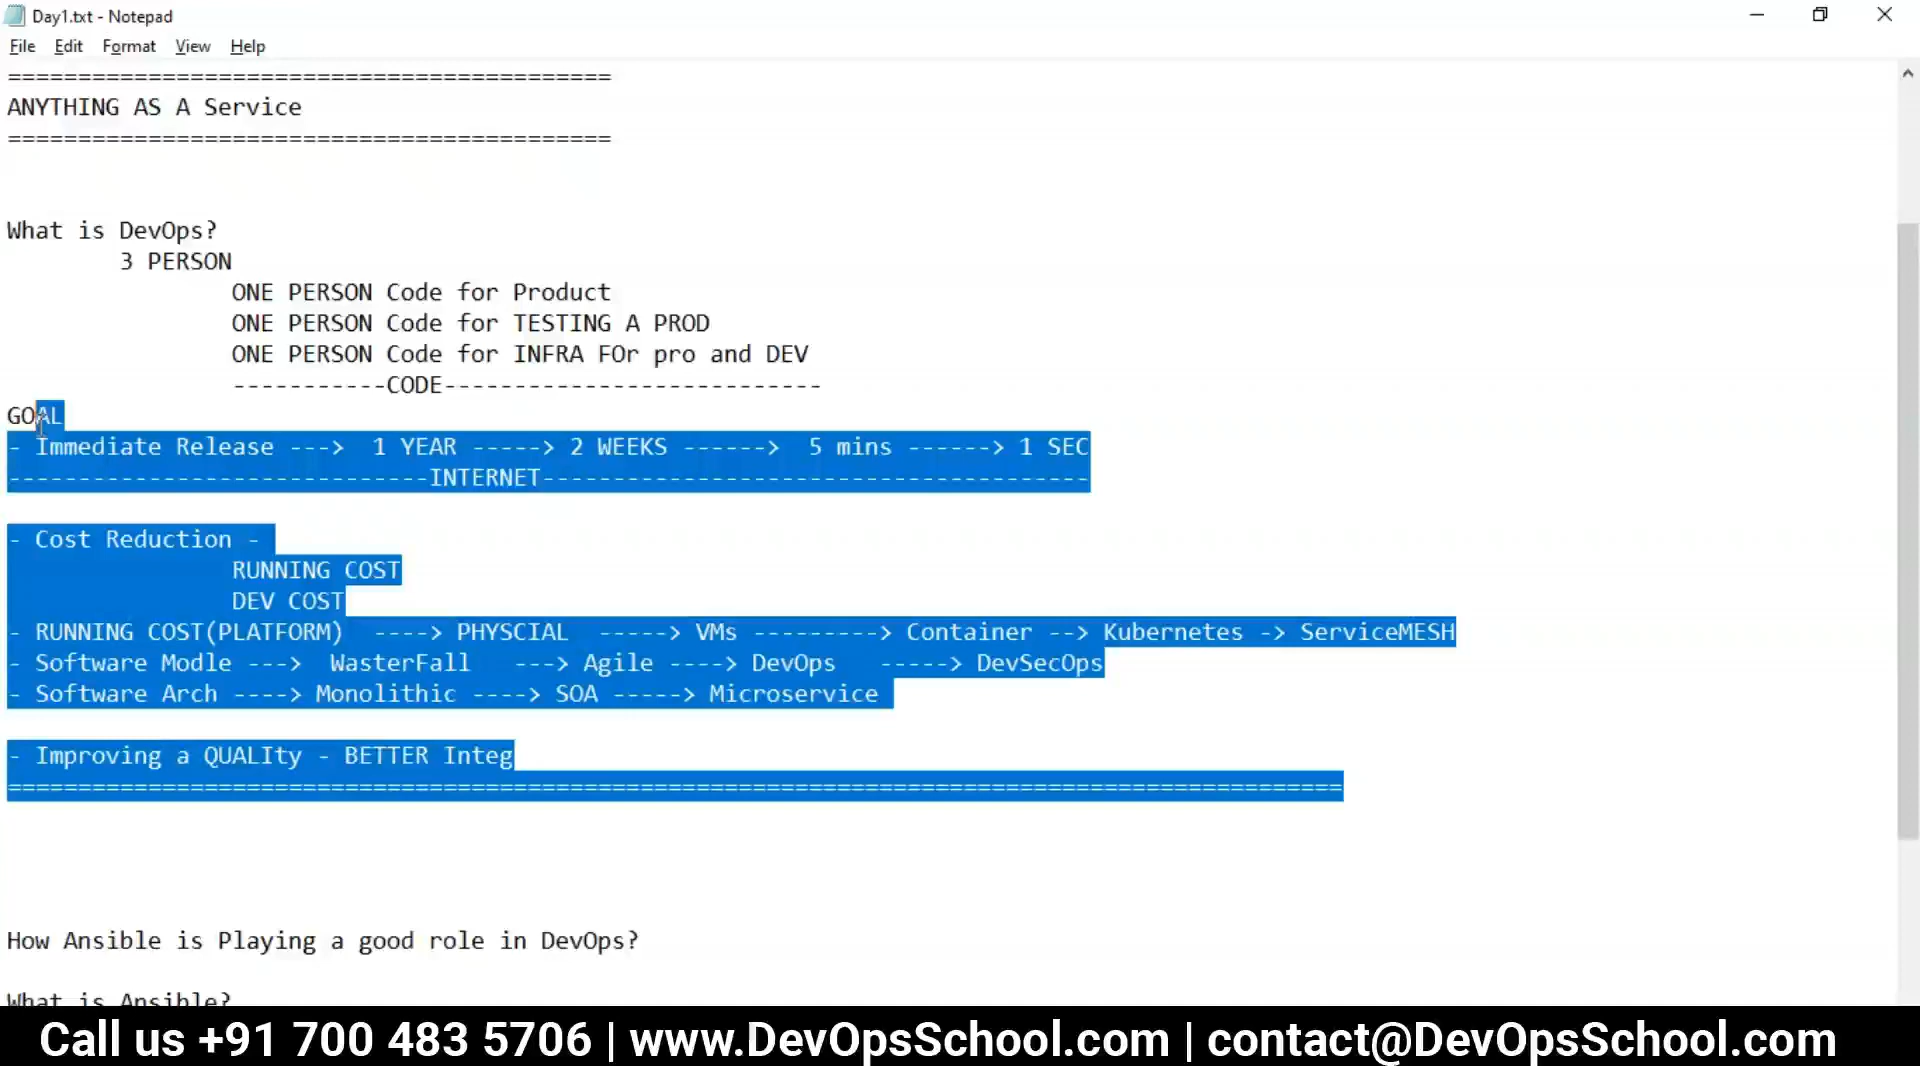 Day1.txt - Notepad
File Edit Format View Help
===========================================
ANYTHING AS A Service
===========================================
What is DevOps?
3 PERSON
ONE PERSON Code for Product
ONE PERSON Code for TESTING A PROD
ONE PERSON Code for INFRA FOr pro and DEV
-----------CODE---------------------------
GOAL
- Immediate Release ---> 1 YEAR -----> 2 WEEKS ------> 5 mins ------> 1 SEC
------------------------------INTERNET---------------------------------------
- Cost Reduction -
RUNNING COST
DEV COST
- RUNNING COST(PLATFORM) ----> PHYSCIAL -----> VMs ---------> Container --> Kubernetes -> ServiceMESH
- Software Modle ---> WasterFall ---> Agile ----> DevOps -----> DevSecOps
- Software Arch ----> Monolithic ----> SOA -----> Microservice
- Improving a QUALIty - BETTER Integ
===============================================================================================
How Ansible is Playing a good role in DevOps?
What is Ansible?
Call us +91 700 483 5706 | www.DevOpsSchool.com | contact@DevOpsSchool.com